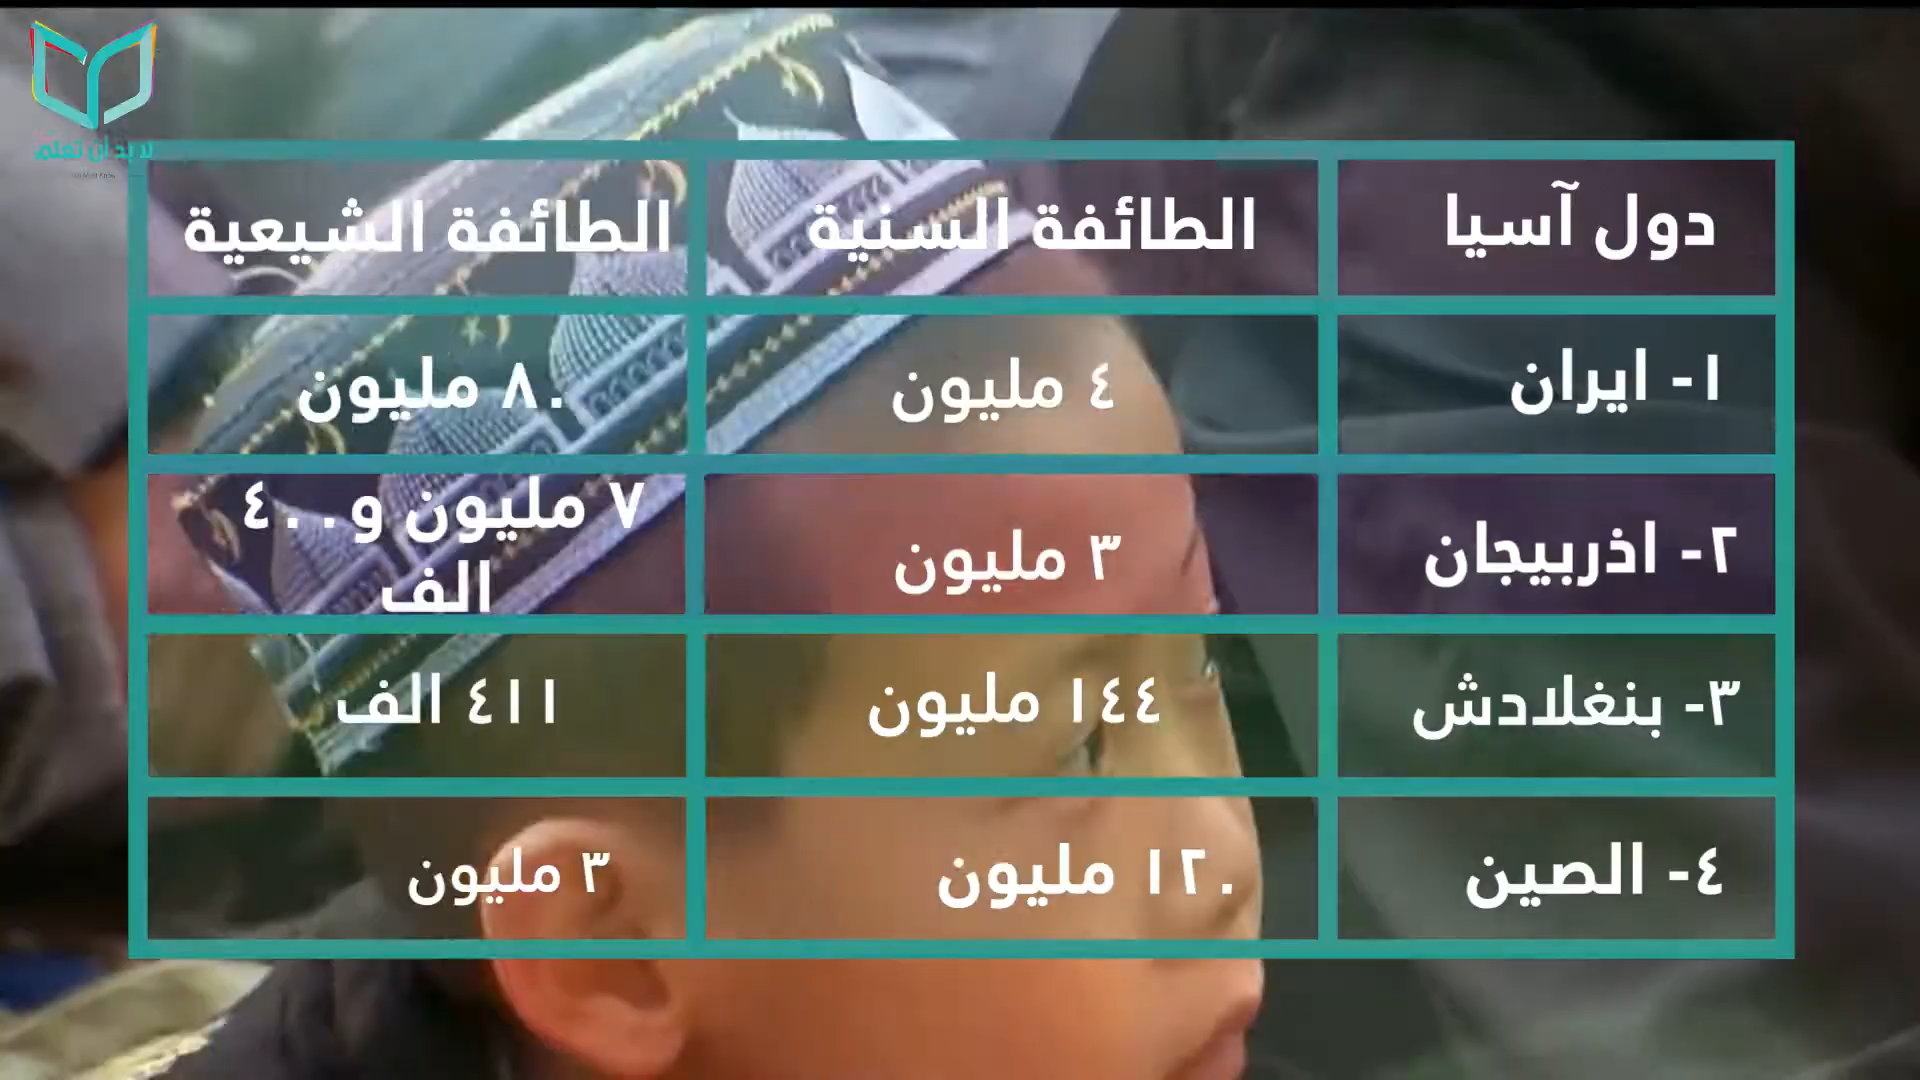 لا بد أن تعلم
دول آسيا
الطائفة السنية
الطائفة الشيعية
١- ايران
٤ مليون
٨٠ مليون
٢- اذربيجان
٣ مليون
٧ مليون و٤٠٠
الف
٣- بنغلادش
١٤٤ مليون
٤١١ الف
٤- الصين
١٢٠ مليون
٣ مليون